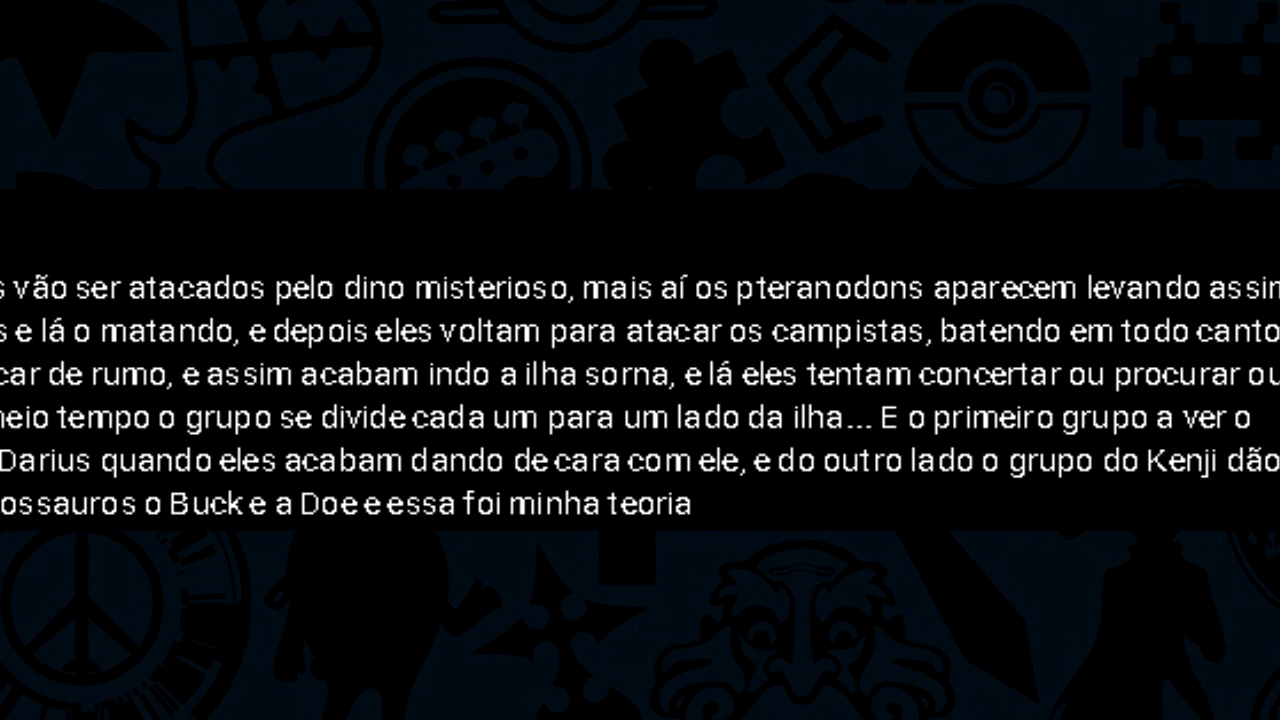 s vão ser atacados pelo dino misterioso, mais aí os pteranodons aparecem levando assim
s e lá o matando, e depois eles voltam para atacar os campistas, batendo em todo canto
car de rumo, e assim acabam indo a ilha sorna, e lá eles tentam concertar ou procurar ou
meio tempo o grupo se divide cada um para um lado da ilha... E o primeiro grupo a ver o
Darius quando eles acabam dando de cara com ele, e do outro lado o grupo do Kenji dão
ossauros o Buck e a Doe e essa foi minha teoria